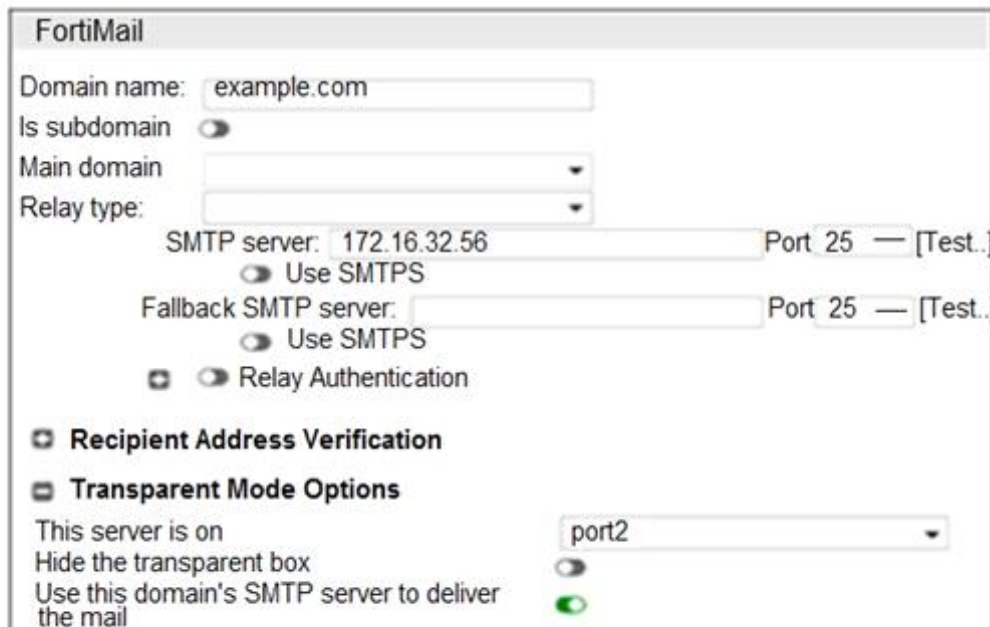 FortiMail
Domain name: example.com
Is subdomain
Main domain
Relay type:
SMTP server: 172.16.32.56 Port 25 — [Test..]
Use SMTPS
Fallback SMTP server: Port 25 — [Test..
Use SMTPS
Relay Authentication
Recipient Address Verification
Transparent Mode Options
This server is on port2
Hide the transparent box
Use this domain's SMTP server to deliver
the mail